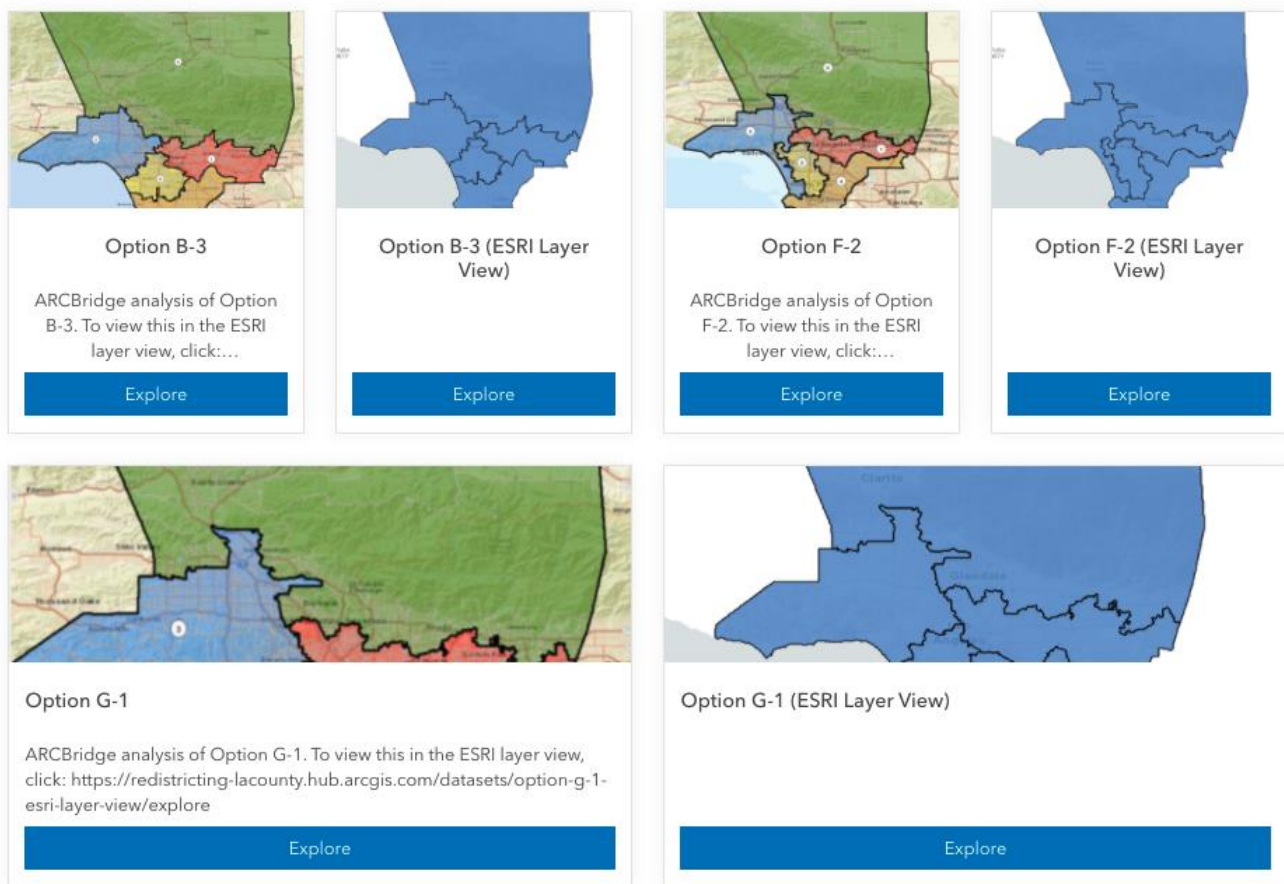 Option B-3
ARCBridge analysis of Option
B-3. To view this in the ESRI
layer view, click:…
Explore
Option B-3 (ESRI Layer
View)
Explore
Option F-2
ARCBridge analysis of Option
F-2. To view this in the ESRI
layer view, click:…
Explore
Option F-2 (ESRI Layer
View)
Explore
Glendale
Option G-1
ARCBridge analysis of Option G-1. To view this in the ESRI layer view,
click: https://redistricting-lacounty.hub.arcgis.com/datasets/option-g-1-
esri-layer-view/explore
Explore
Option G-1 (ESRI Layer View)
Explore